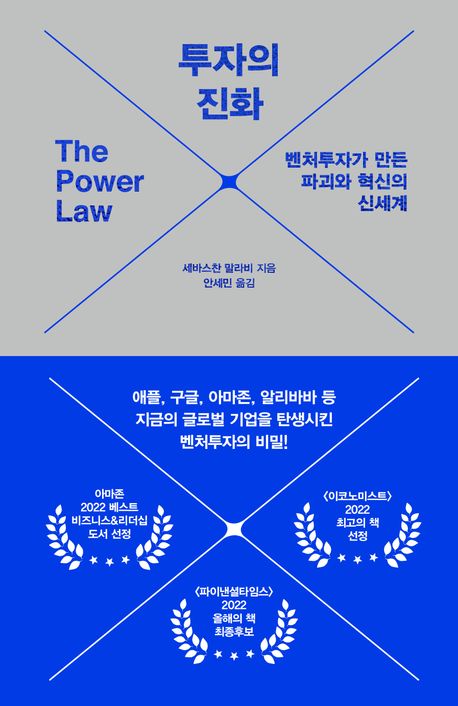 투자의
진화
The
Power
Law
벤처투자가 만든
파괴와 혁신의
신세계
세바스찬 말라비 지음
안세민 옮김
애플, 구글, 아마존, 알리바바 등
지금의 글로벌 기업을 탄생시킨
벤처투자의 비밀!
아마존
2022 베스트
비즈니스&리더십
도서 선정
〈이코노미스트〉
2022
최고의 책
선정
〈파이낸셜타임스〉
2022
올해의 책
최종후보